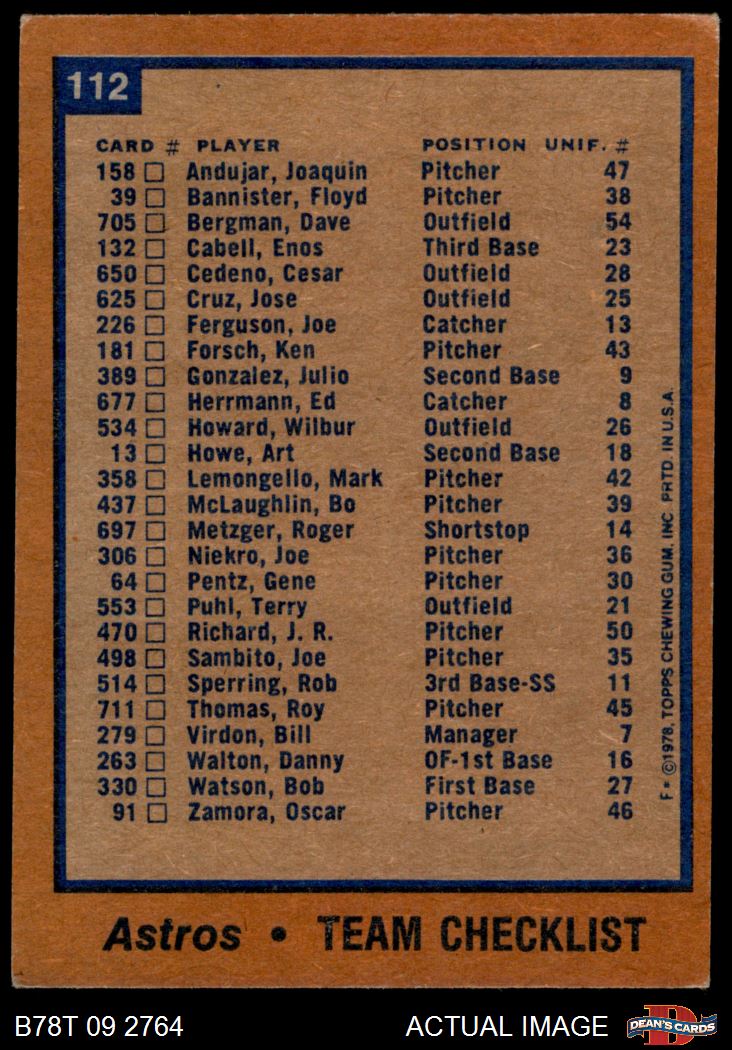 112
CARD # PLAYER POSITION UNIF. #
158 Andujar, Joaquin Pitcher 47
39 Bannister, Floyd Pitcher 38
705 Bergman, Dave Outfield 54
132 Cabell, Enos Third Base 23
650 Cedeno, Cesar Outfield 28
625 Cruz, Jose Outfield 25
226 Ferguson, Joe Catcher 13
181 Forsch, Ken Pitcher 43
389 Gonzalez, Julio Second Base 9
677 Herrmann, Ed Catcher 8
534 Howard, Wilbur Outfield 26
13 Howe, Art Second Base 18
358 Lemongello, Mark Pitcher 42
437 McLaughlin, Bo Pitcher 39
697 Metzger, Roger Shortstop 14
306 Niekro, Joe Pitcher 36
64 Pentz, Gene Pitcher 30
553 Puhl, Terry Outfield 21
470 Richard, J. R. Pitcher 50
498 Sambito, Joe Pitcher 35
514 Sperring, Rob 3rd Base-SS 11
711 Thomas, Roy Pitcher 45
279 Virdon, Bill Manager 7
263 Walton, Danny OF-1st Base 16
330 Watson, Bob First Base 27
91 Zamora, Oscar Pitcher 46
F* ©1978, TOPPS CHEWING GUM, INC PRTD. IN U.S.A.
Astros • TEAM CHECKLIST
B78T 09 2764 ACTUAL IMAGE
D
DEAN'S CARDS